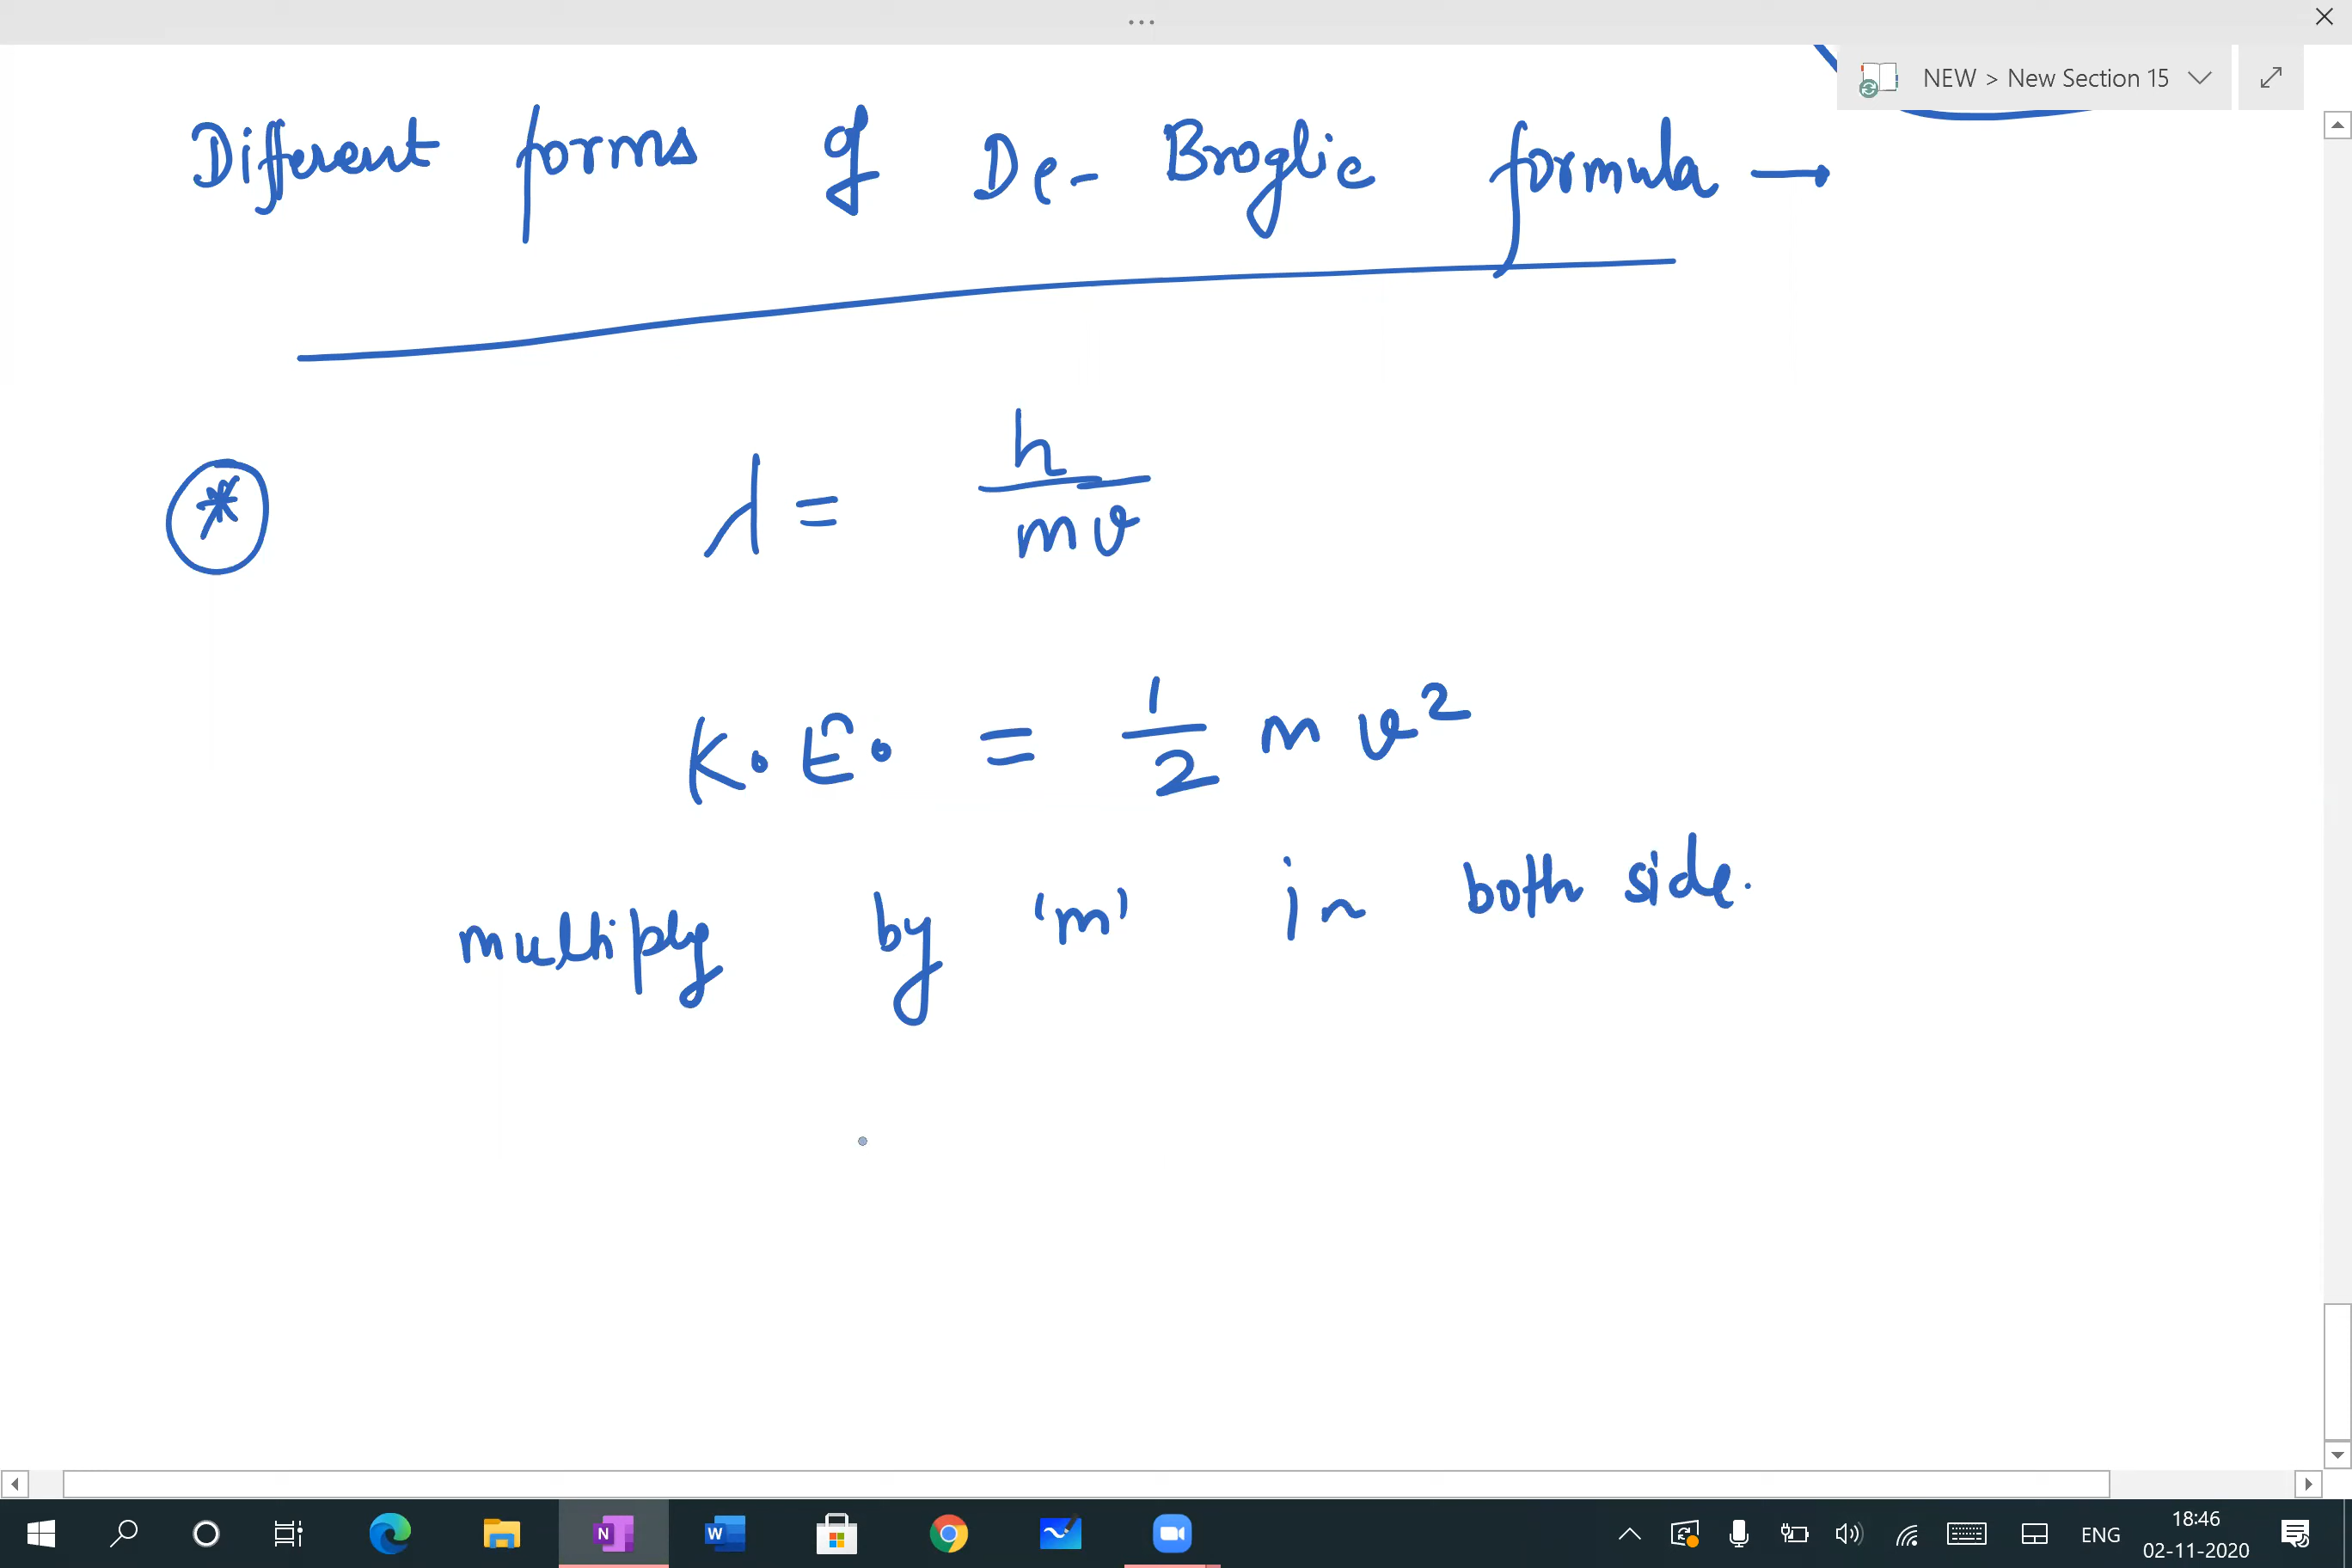 NEW > New Section 15
Different forms of De-Broglie formula →
* λ = h / mv
K.E. = 1/2 mv²
multiply by 'm' in both side.
ENG
18:46
02-11-2020